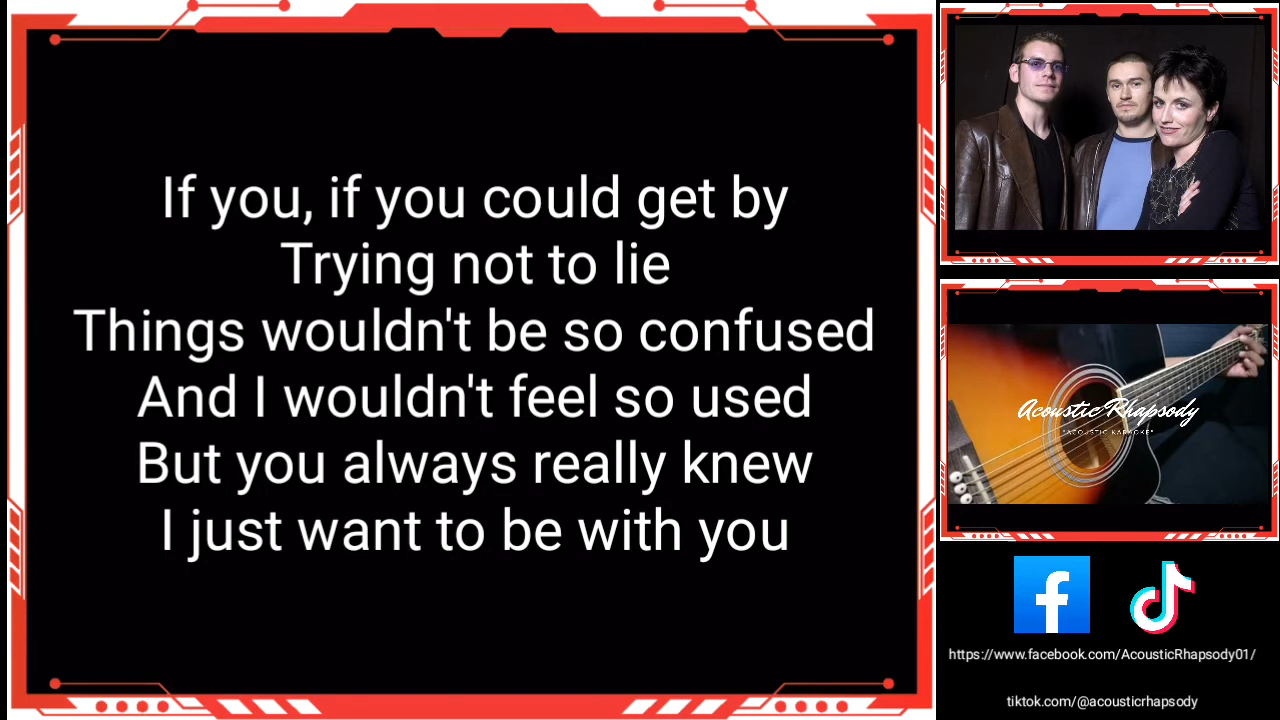 If you, if you could get by
Trying not to lie
Things wouldn't be so confused
And I wouldn't feel so used
But you always really knew
I just want to be with you
Acoustic Rhapsody
"ACOUSTIC KARAOKE"
https://www.facebook.com/AcousticRhapsody01/
tiktok.com/@acousticrhapsody